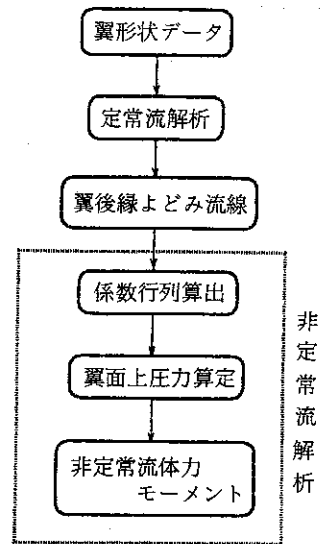 翼形状データ
定常流解析
翼後縁よどみ流線
係数行列算出
翼面上圧力算定
非定常流体力
モーメント
非定常流解析